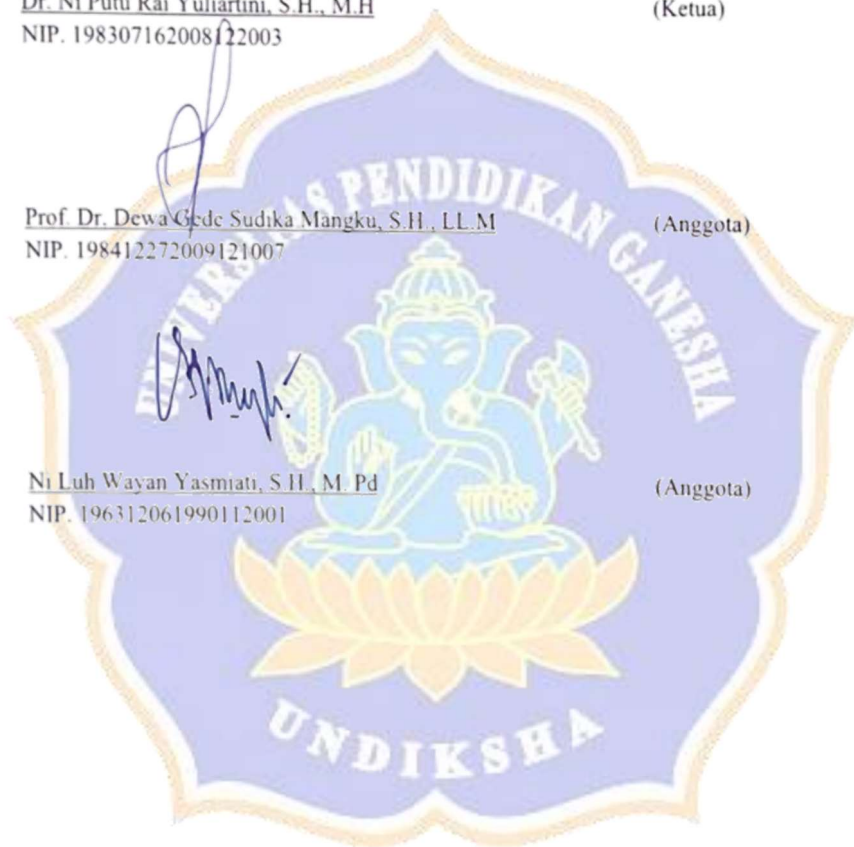 Dr. Ni Putu Rai Yuliartini, S.H., M.H
(Ketua)
NIP. 198307162008122003
Prof. Dr. Dewa Gede Sudika Mangku, S.H., LL.M
(Anggota)
NIP. 198412272009121007
Ni Luh Wayan Yasmiati, S.H., M. Pd
(Anggota)
NIP. 196312061990112001
UNIVERSITAS PENDIDIKAN GANESHA
UNDIKSHA